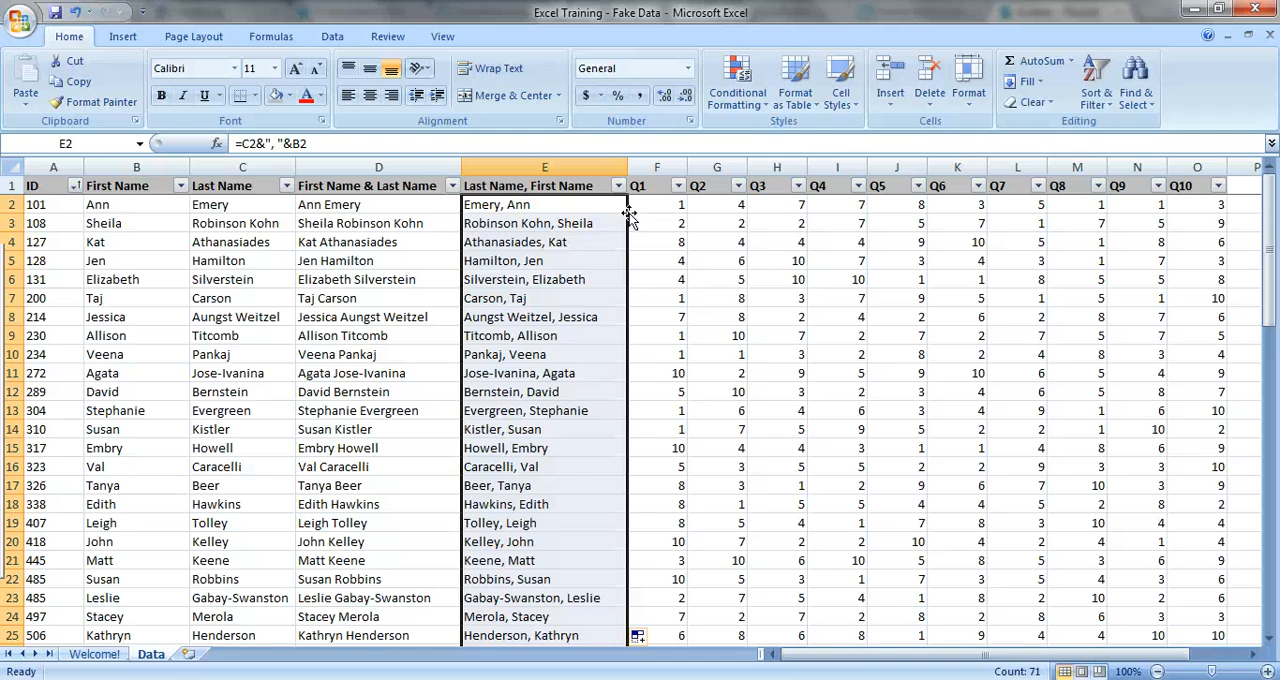 Excel Training - Fake Data - Microsoft Excel
Home Insert Page Layout Formulas Data Review View
Cut
Copy
Format Painter
Paste
Clipboard
Calibri 11
B I U A
Font
Wrap Text
Merge & Center
Alignment
General
$ % ,
Number
Conditional Formatting
Format as Table
Cell Styles
Styles
Insert Delete Format
Cells
Σ AutoSum
Fill
Clear
Sort & Filter
Find & Select
Editing
E2 fx =C2&", "&B2
A B C D E F G H I J K L M N O P
1 ID First Name Last Name First Name & Last Name Last Name, First Name Q1 Q2 Q3 Q4 Q5 Q6 Q7 Q8 Q9 Q10
2 101 Ann Emery Ann Emery Emery, Ann 1 4 7 7 8 3 5 1 1 3
3 108 Sheila Robinson Kohn Sheila Robinson Kohn Robinson Kohn, Sheila 2 2 2 7 5 7 1 7 5 9
4 127 Kat Athanasiades Kat Athanasiades Athanasiades, Kat 8 4 4 4 9 10 5 1 8 6
5 128 Jen Hamilton Jen Hamilton Hamilton, Jen 4 6 10 7 3 4 3 1 7 3
6 131 Elizabeth Silverstein Elizabeth Silverstein Silverstein, Elizabeth 4 5 10 10 1 1 8 5 5 8
7 200 Taj Carson Taj Carson Carson, Taj 1 8 3 7 9 5 1 5 1 10
8 214 Jessica Aungst Weitzel Jessica Aungst Weitzel Aungst Weitzel, Jessica 7 8 2 4 2 6 2 8 7 6
9 230 Allison Titcomb Allison Titcomb Titcomb, Allison 1 10 7 2 7 2 7 5 7 5
10 234 Veena Pankaj Veena Pankaj Pankaj, Veena 1 1 3 2 8 2 4 8 3 4
11 272 Agata Jose-Ivanina Agata Jose-Ivanina Jose-Ivanina, Agata 10 2 9 5 9 10 6 5 4 9
12 289 David Bernstein David Bernstein Bernstein, David 5 10 3 2 3 4 6 5 8 7
13 304 Stephanie Evergreen Stephanie Evergreen Evergreen, Stephanie 1 6 4 6 3 4 9 1 6 10
14 310 Susan Kistler Susan Kistler Kistler, Susan 1 7 5 9 5 2 2 1 10 2
15 317 Embry Howell Embry Howell Howell, Embry 10 4 4 3 1 1 4 8 6 9
16 323 Val Caracelli Val Caracelli Caracelli, Val 5 3 5 5 2 2 9 3 3 10
17 326 Tanya Beer Tanya Beer Beer, Tanya 8 3 1 2 9 6 7 10 3 9
18 338 Edith Hawkins Edith Hawkins Hawkins, Edith 8 1 5 5 4 4 5 2 8 2
19 407 Leigh Tolley Leigh Tolley Tolley, Leigh 8 5 4 1 7 8 3 10 4 4
20 418 John Kelley John Kelley Kelley, John 10 7 2 2 10 4 2 4 1 4
21 445 Matt Keene Matt Keene Keene, Matt 3 10 6 10 5 8 5 3 6 9
22 485 Susan Robbins Susan Robbins Robbins, Susan 10 5 3 1 7 3 5 4 3 6
23 485 Leslie Gabay-Swanston Leslie Gabay-Swanston Gabay-Swanston, Leslie 2 7 5 4 1 8 2 10 2 6
24 497 Stacey Merola Stacey Merola Merola, Stacey 7 2 7 8 2 8 8 6 3 3
25 506 Kathryn Henderson Kathryn Henderson Henderson, Kathryn 6 8 6 8 1 9 4 4 10 10
Welcome! Data
Ready Count: 71 100%